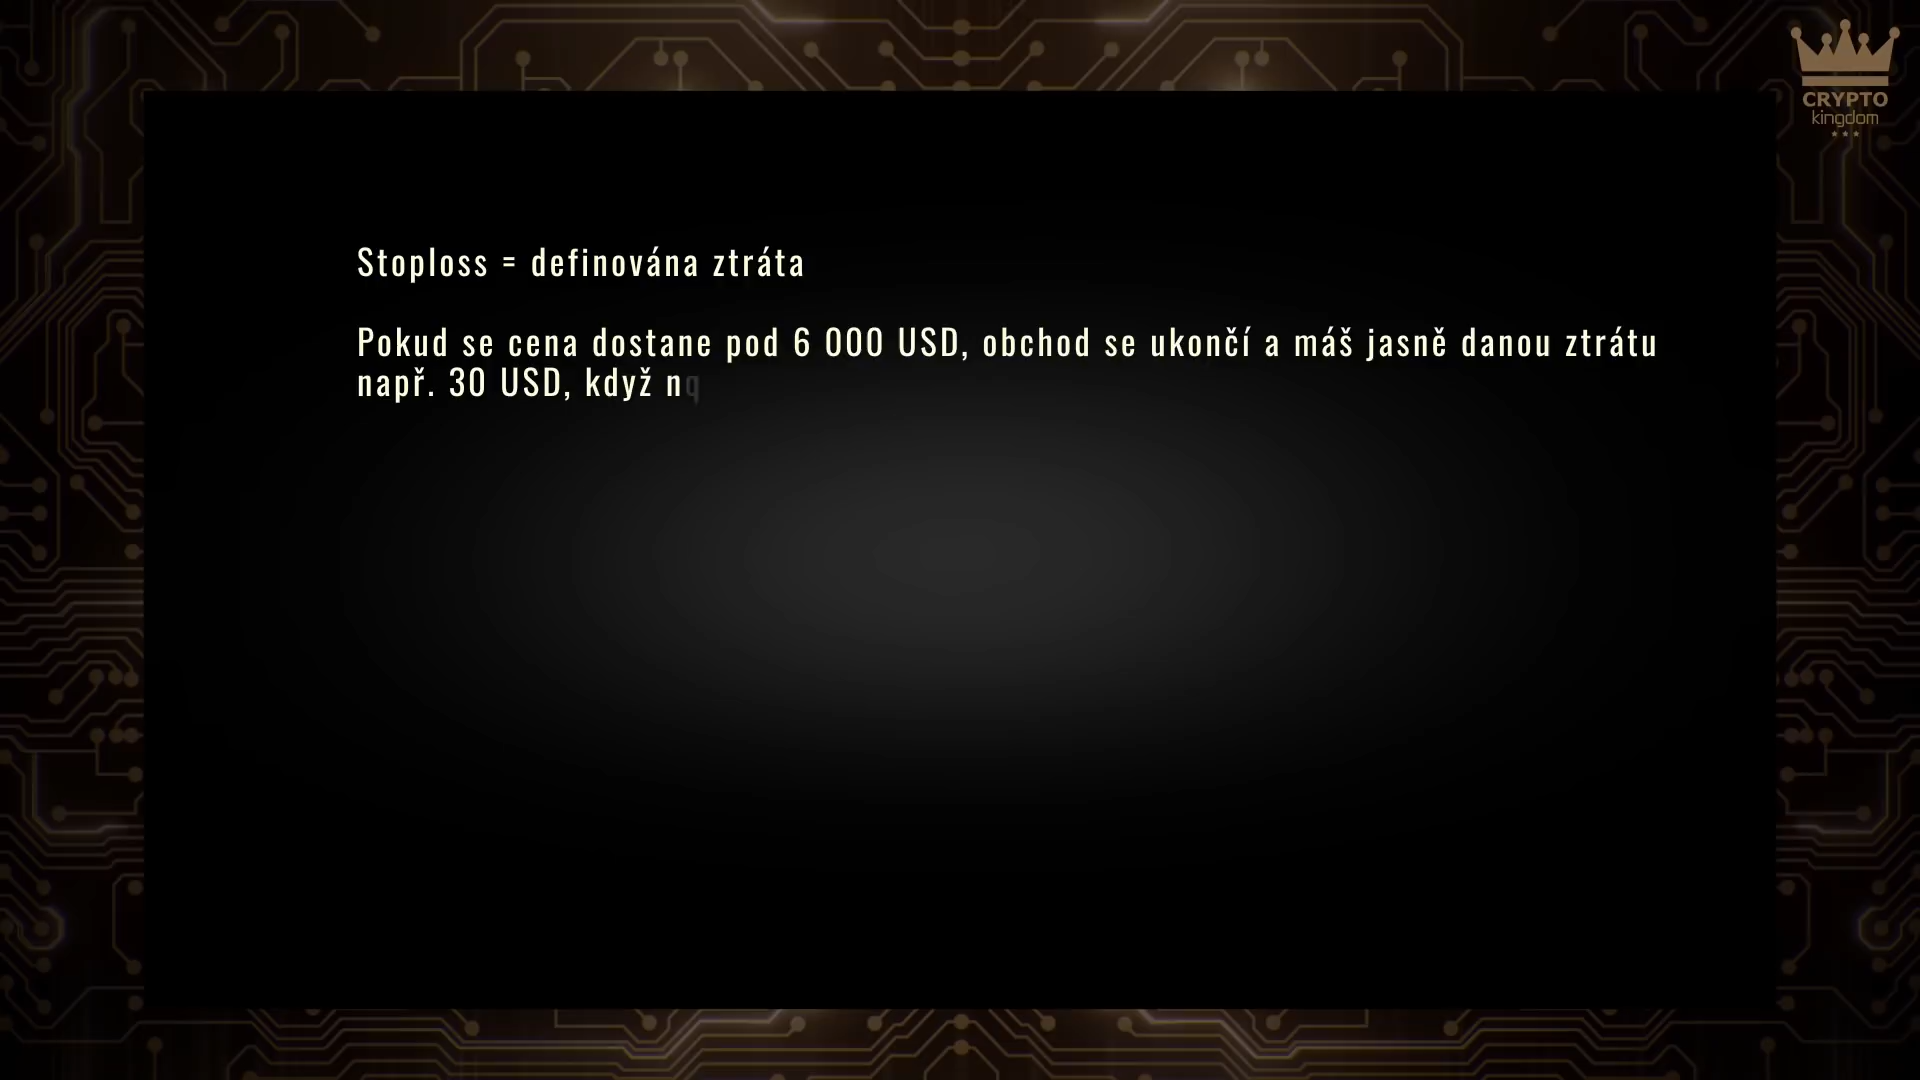 CRYPTO
kingdom
Stoploss = definována ztráta
Pokud se cena dostane pod 6 000 USD, obchod se ukončí a máš jasně danou ztrátu
např. 30 USD, když n